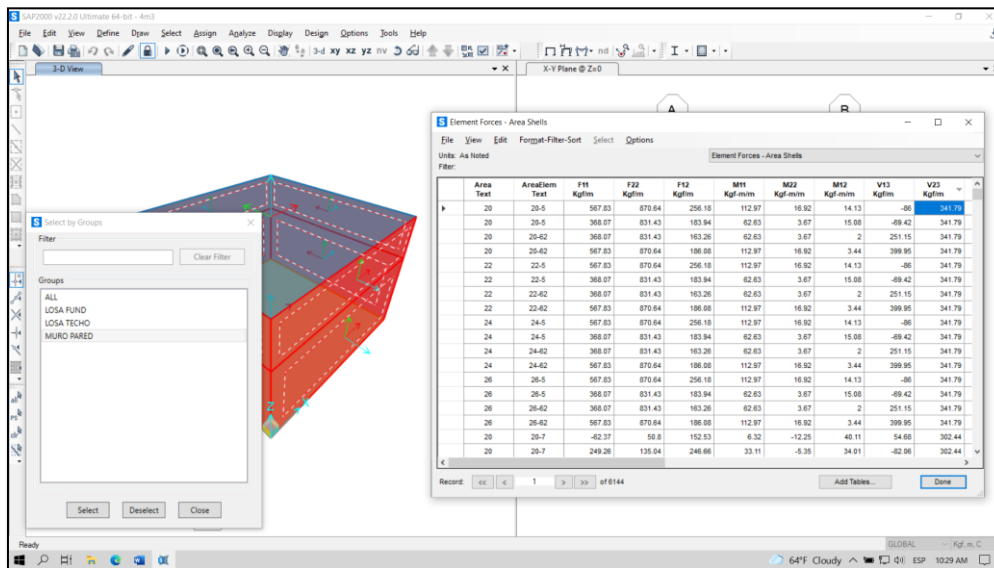 SAP2000 v22.2.0 Ultimate 64-bit - 4m3
File Edit View Define Draw Select Assign Analyze Display Design Options Tools Help
3-d xy xz yz nv nd
3-D View
X-Y Plane @ Z=0
A B
Element Forces - Area Shells
File View Edit Format-Filter-Sort Select Options
Units: As Noted Element Forces - Area Shells
Filter:
Area AreaElem F11 F22 F12 M11 M22 M12 V13 V23
Text Text Kgf/m Kgf/m Kgf/m Kgf-m/m Kgf-m/m Kgf-m/m Kgf/m Kgf/m
20 20-5 567.83 870.64 256.18 112.97 16.92 14.13 -86 341.79
20 20-5 368.07 831.43 183.94 62.63 3.67 15.08 -69.42 341.79
20 20-62 368.07 831.43 163.26 62.63 3.67 2 251.15 341.79
20 20-62 567.83 870.64 186.08 112.97 16.92 3.44 399.95 341.79
22 22-5 567.83 870.64 256.18 112.97 16.92 14.13 -86 341.79
22 22-5 368.07 831.43 183.94 62.63 3.67 15.08 -69.42 341.79
22 22-62 368.07 831.43 163.26 62.63 3.67 2 251.15 341.79
22 22-62 567.83 870.64 186.08 112.97 16.92 3.44 399.95 341.79
24 24-5 567.83 870.64 256.18 112.97 16.92 14.13 -86 341.79
24 24-5 368.07 831.43 183.94 62.63 3.67 15.08 -69.42 341.79
24 24-62 368.07 831.43 163.26 62.63 3.67 2 251.15 341.79
24 24-62 567.83 870.64 186.08 112.97 16.92 3.44 399.95 341.79
26 26-5 567.83 870.64 256.18 112.97 16.92 14.13 -86 341.79
26 26-5 368.07 831.43 183.94 62.63 3.67 15.08 -69.42 341.79
26 26-62 368.07 831.43 163.26 62.63 3.67 2 251.15 341.79
26 26-62 567.83 870.64 186.08 112.97 16.92 3.44 399.95 341.79
20 20-7 -62.37 50.8 152.53 6.32 -12.25 40.11 54.68 302.44
20 20-7 249.26 135.04 246.66 33.11 -5.35 34.01 -82.06 302.44
Record: << < 1 > >> of 6144 Add Tables... Done
Select by Groups
Filter
Clear Filter
Groups
ALL
LOSA FUND
LOSA TECHO
MURO PARED
Select Deselect Close
Z
Ready GLOBAL Kgf, m, C
64°F Cloudy ESP 10:29 AM